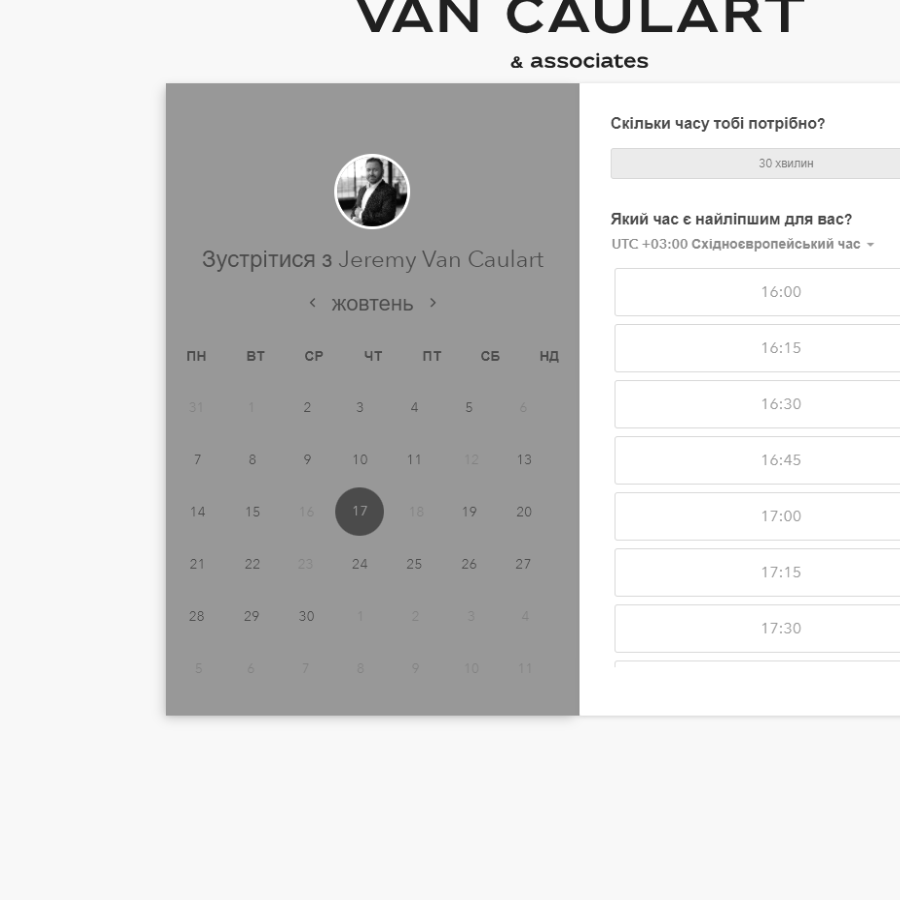 VAN CAULART
& associates
Зустрітися з Jeremy Van Caulart
жовтень
ПН ВТ СР ЧТ ПТ СБ НД
31 1 2 3 4 5 6
7 8 9 10 11 12 13
14 15 16 17 18 19 20
21 22 23 24 25 26 27
28 29 30 1 2 3 4
5 6 7 8 9 10 11
Скільки часу тобі потрібно?
30 хвилин
Який час є найліпшим для вас?
UTC +03:00 Східноєвропейський час
16:00
16:15
16:30
16:45
17:00
17:15
17:30